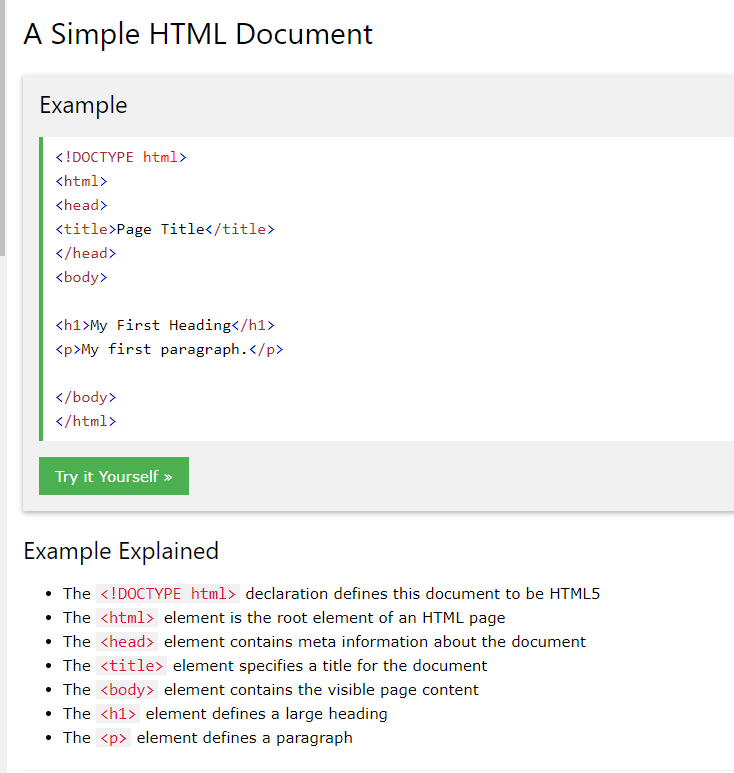 A Simple HTML Document
Example
<!DOCTYPE html>
<html>
<head>
<title>Page Title</title>
</head>
<body>
<h1>My First Heading</h1>
<p>My first paragraph.</p>
</body>
</html>
Try it Yourself »
Example Explained
• The <!DOCTYPE html> declaration defines this document to be HTML5
• The <html> element is the root element of an HTML page
• The <head> element contains meta information about the document
• The <title> element specifies a title for the document
• The <body> element contains the visible page content
• The <h1> element defines a large heading
• The <p> element defines a paragraph